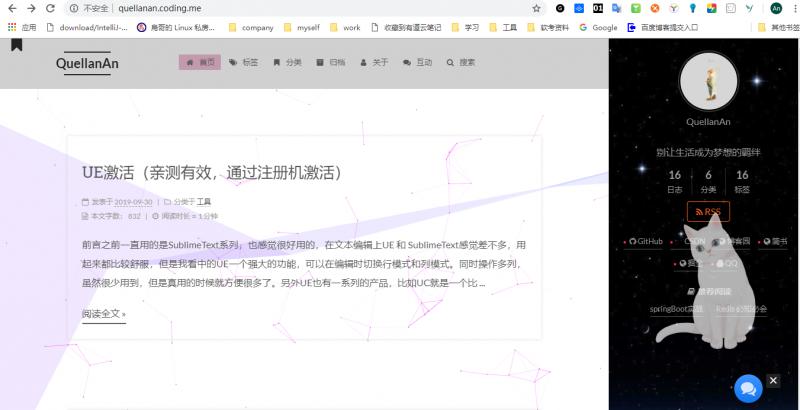 不安全 quellanan.coding.me
An
应用 download/IntelliJ-... 鸟哥的 Linux 私房... company myself work 收藏到有道云笔记 学习 工具 软考资料 Google 百度博客提交入口 其他书签
QuellanAn 首页 标签 分类 归档 关于 互动 搜索
QuellanAn
别让生活成为梦想的羁绊
16 6 16
日志 分类 标签
RSS
GitHub CSDN 博客园 简书
掘金 QQ
推荐阅读
springBoot实战 Redis 必知必会
UE激活（亲测有效，通过注册机激活）
发表于 2019-09-30 | 分类于 工具
本文字数： 832 | 阅读时长 ≈ 1 分钟
前言之前一直用的是SublimeText系列，也感觉很好用的，在文本编辑上UE 和 SublimeText感觉差不多，用
起来都比较舒服，但是我看中的UE一个强大的功能，可以在编辑时切换行模式和列模式。同时操作多列，
虽然很少用到，但是真用的时候就方便很多了。另外UE也有一系列的产品，比如UC就是一个比 ...
阅读全文 »